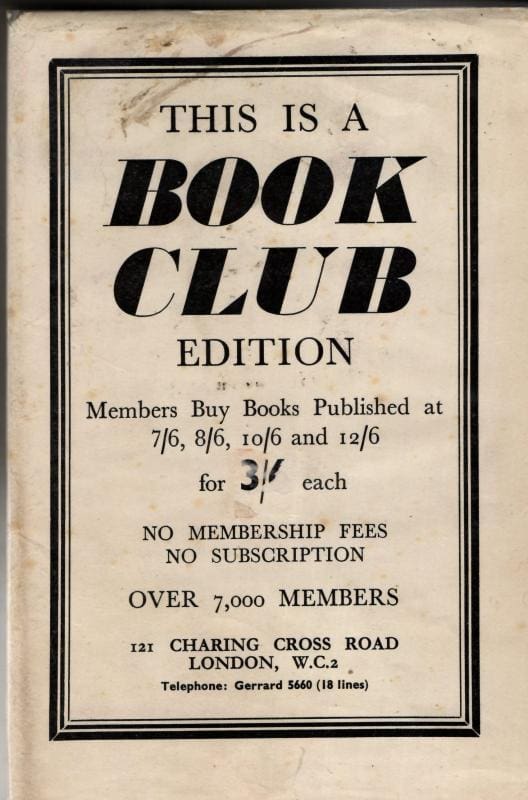 THIS IS A
BOOK
CLUB
EDITION
Members Buy Books Published at
7/6, 8/6, 10/6 and 12/6
for 3/- each
NO MEMBERSHIP FEES
NO SUBSCRIPTION
OVER 7,000 MEMBERS
121 CHARING CROSS ROAD
LONDON, W.C.2
Telephone: Gerrard 5660 (18 lines)